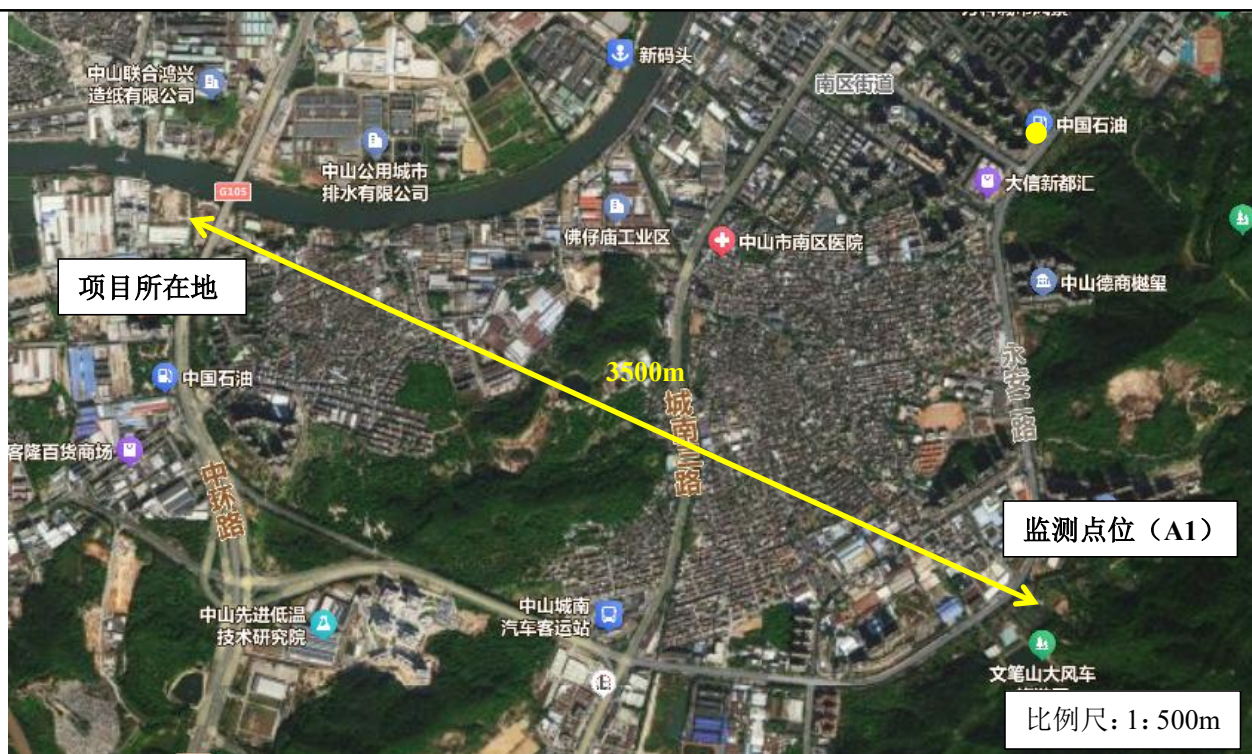 新码头
中山联合鸿兴
造纸有限公司
南区街道
中国石油
中山公用城市
排水有限公司
G105
大信新都汇
佛仔庙工业区
中山市南区医院
项目所在地
中山德商樾玺
3500m
中国石油
永安二路
城南二路
客隆百货商场
中环路
监测点位（A1）
中山先进低温
技术研究院
中山城南
汽车客运站
文笔山大风车
比例尺：1：500m